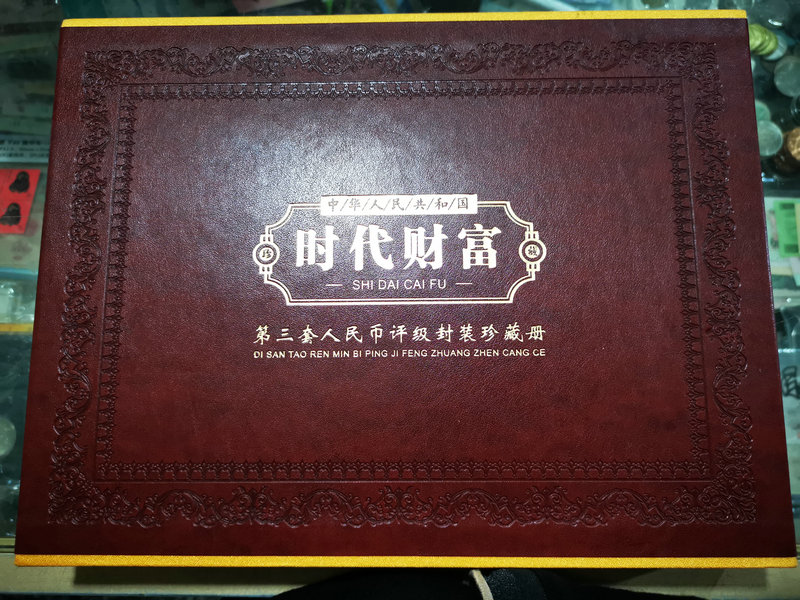 中/华/人/民/共/和/国
时代财富
SHI DAI CAI FU
第三套人民币评级封装珍藏册
DI SAN TAO REN MIN BI PING JI FENG ZHUANG ZHEN CANG CE